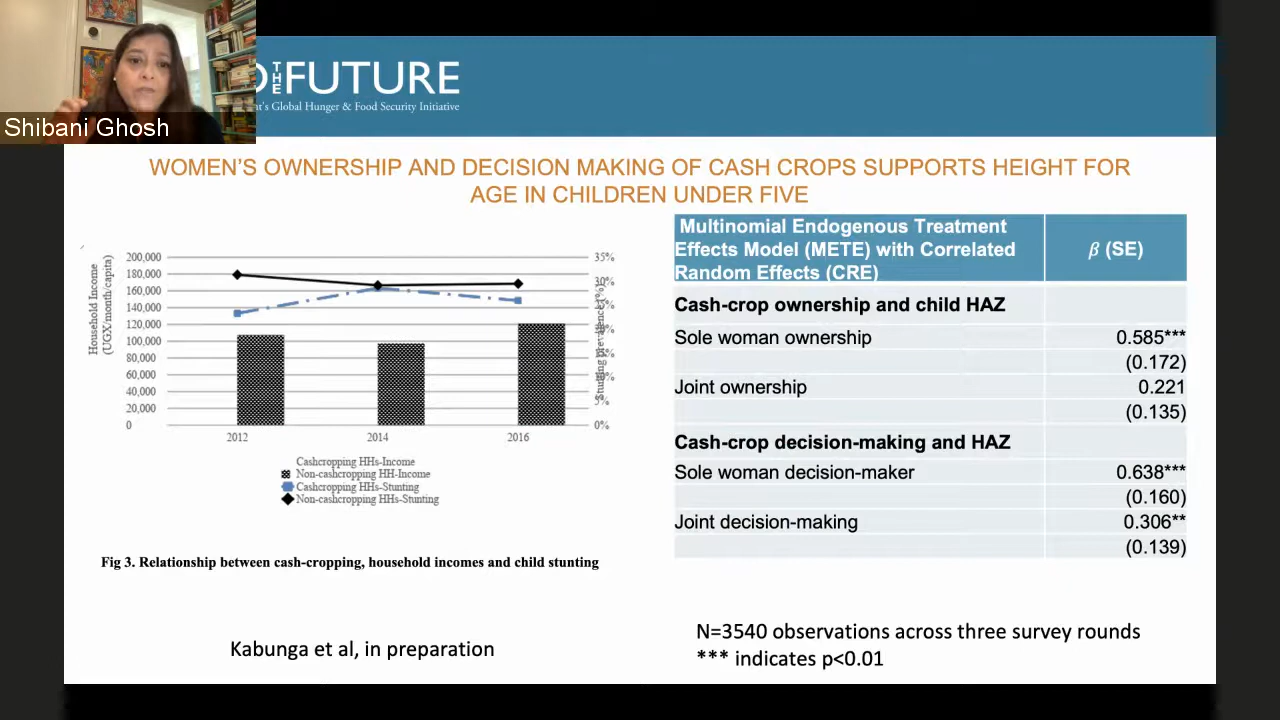 Shibani Ghosh
THE FUTURE
t's Global Hunger & Food Security Initiative
WOMEN'S OWNERSHIP AND DECISION MAKING OF CASH CROPS SUPPORTS HEIGHT FOR
AGE IN CHILDREN UNDER FIVE
Household Income
(UGX/month/capita)
200,000
180,000
160,000
140,000
120,000
100,000
80,000
60,000
40,000
20,000
0
35%
30%
5%
0%
2012
2014
2016
Cashcropping HHs-Income
Non-cashcropping HH-Income
Cashcropping HHs-Stunting
Non-cashcropping HHs-Stunting
Fig 3. Relationship between cash-cropping, household incomes and child stunting
Kabunga et al, in preparation
Multinomial Endogenous Treatment
Effects Model (METE) with Correlated
Random Effects (CRE)
β (SE)
Cash-crop ownership and child HAZ
Sole woman ownership 0.585***
(0.172)
Joint ownership 0.221
(0.135)
Cash-crop decision-making and HAZ
Sole woman decision-maker 0.638***
(0.160)
Joint decision-making 0.306**
(0.139)
N=3540 observations across three survey rounds
*** indicates p<0.01